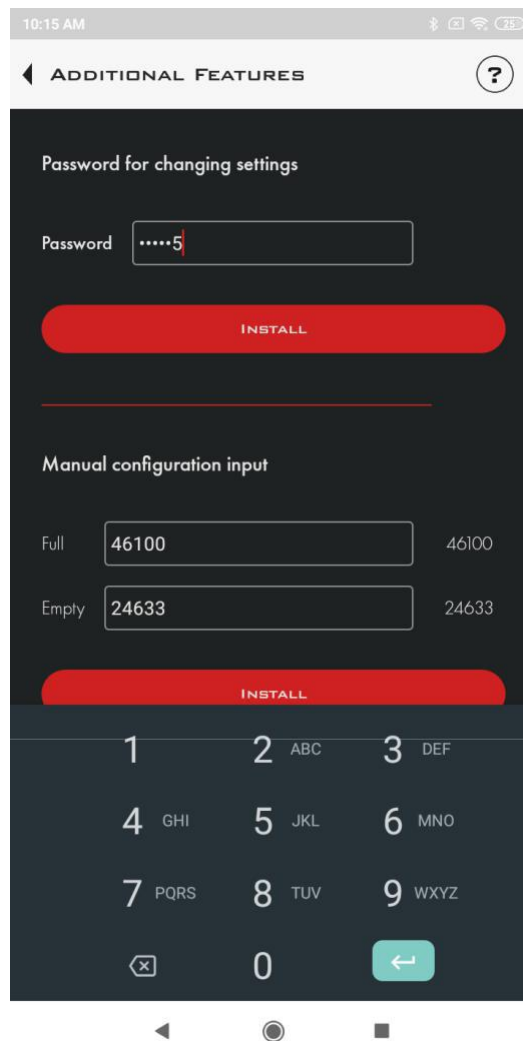 10:15 AM 25
ADDITIONAL FEATURES ?
Password for changing settings
Password •••••5
INSTALL
Manual configuration input
Full 46100 46100
Empty 24633 24633
INSTALL
1 2 ABC 3 DEF
4 GHI 5 JKL 6 MNO
7 PQRS 8 TUV 9 WXYZ
0